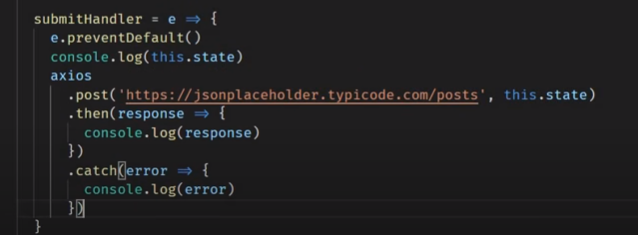 submitHandler = e => {
e.preventDefault()
console.log(this.state)
axios
.post('https://jsonplaceholder.typicode.com/posts', this.state)
.then(response => {
console.log(response)
})
.catch(error => {
console.log(error)
})
}